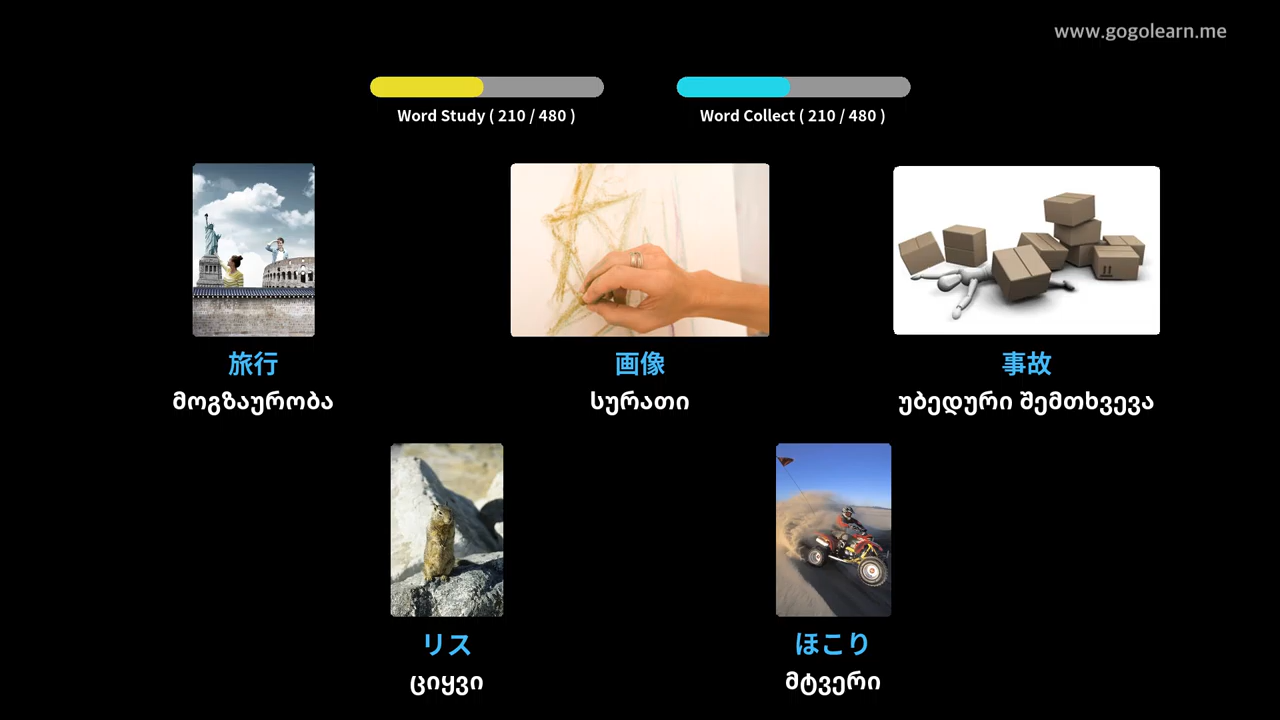 www.gogolearn.me
Word Study ( 210 / 480 )
Word Collect ( 210 / 480 )
旅行
მოგზაურობა
画像
სურათი
事故
უბედური შემთხვევა
リス
ციყვი
ほこり
მტვერი